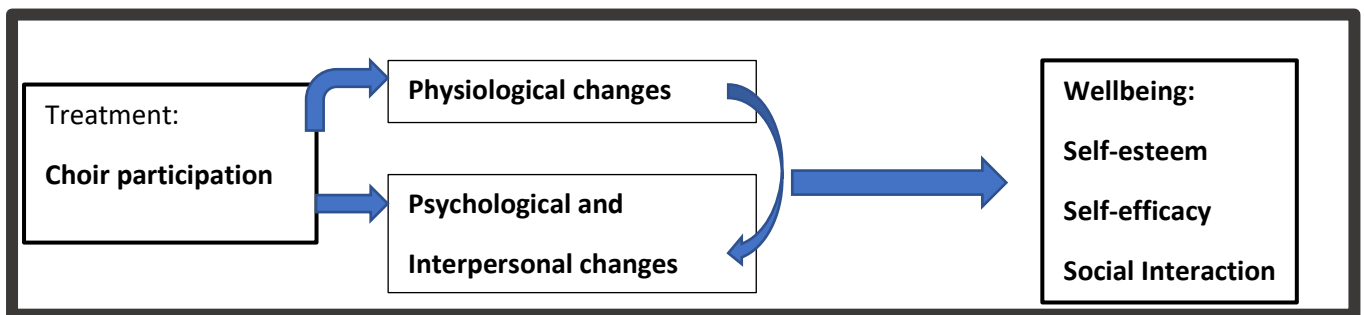 Treatment:
Choir participation
Physiological changes
Psychological and
Interpersonal changes
Wellbeing:
Self-esteem
Self-efficacy
Social Interaction